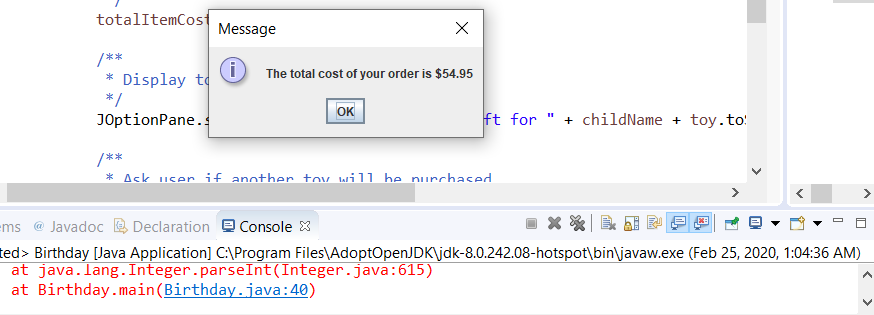 */
totalItemCost
Message
/**
* Display to
The total cost of your order is $54.95
*/
OK
JOptionPane.s ft for " + childName + toy.toS
/**
* Ask user if another toy will be purchased
ems @ Javadoc Declaration Console
ted> Birthday [Java Application] C:\Program Files\AdoptOpenJDK\jdk-8.0.242.08-hotspot\bin\javaw.exe (Feb 25, 2020, 1:04:36 AM)
at java.lang.Integer.parseInt(Integer.java:615)
at Birthday.main(Birthday.java:40)